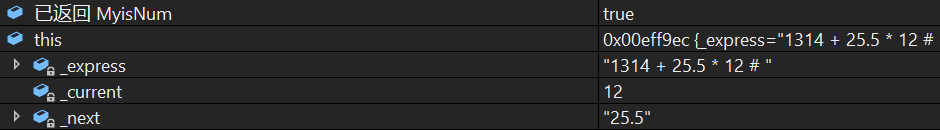 已返回 MyisNum true
this 0x00eff9ec {_express="1314 + 25.5 * 12 #
_express "1314 + 25.5 * 12 # "
_current 12
_next "25.5"